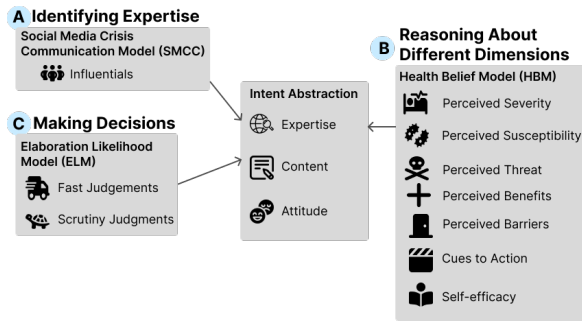 A Identifying Expertise
Social Media Crisis
Communication Model (SMCC)
Influentials
C Making Decisions
Elaboration Likelihood
Model (ELM)
Fast Judgements
Scrutiny Judgments
Intent Abstraction
Expertise
Content
Attitude
B Reasoning About
Different Dimensions
Health Belief Model (HBM)
Perceived Severity
Perceived Susceptibility
Perceived Threat
Perceived Benefits
Perceived Barriers
Cues to Action
Self-efficacy